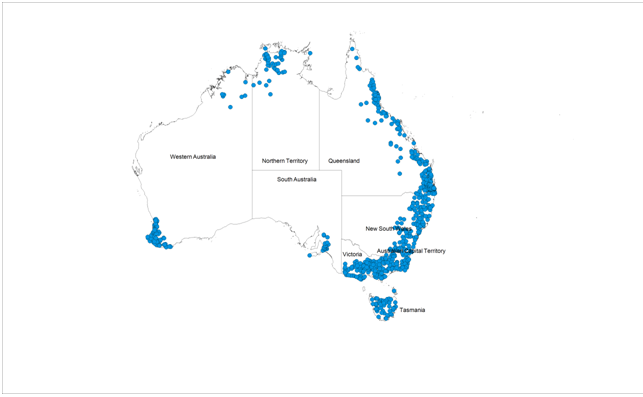 Western Australia
Northern Territory
Queensland
South Australia
New South Wales
Australian Capital Territory
Victoria
Tasmania